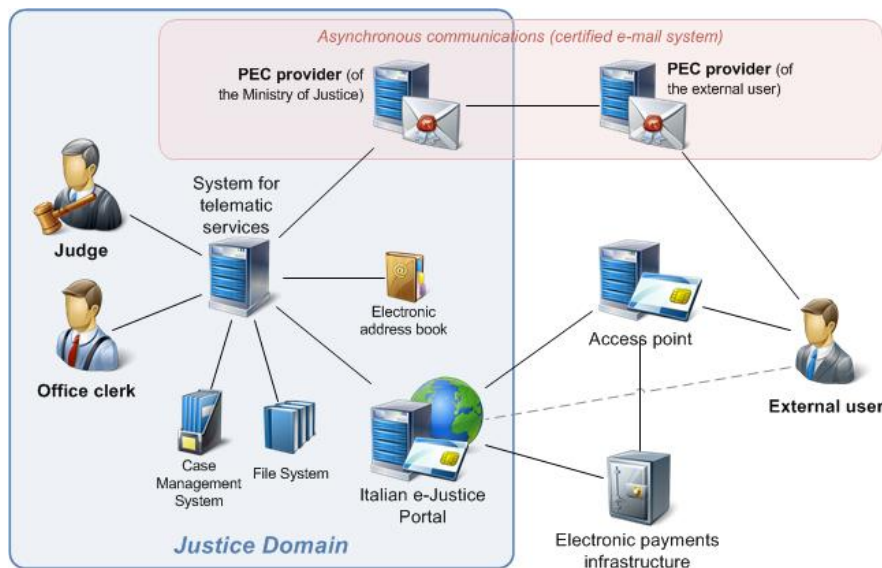 Asynchronous communications (certified e-mail system)
PEC provider (of
the Ministry of Justice)
PEC provider (of
the external user)
System for
telematic
services
Judge
Electronic
address book
Office clerk
Access point
External user
Case
Management
System
File System
Italian e-Justice
Portal
Electronic payments
infrastructure
Justice Domain